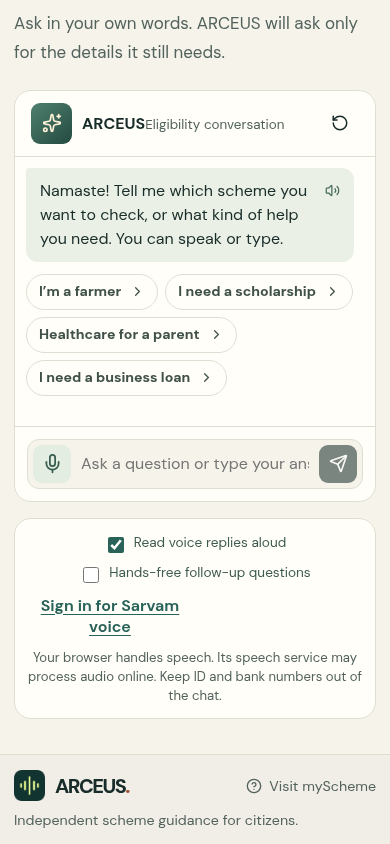 Ask in your own words. ARCEUS will ask only
for the details it still needs.
ARCEUS Eligibility conversation
Namaste! Tell me which scheme you
want to check, or what kind of help
you need. You can speak or type.
I'm a farmer
I need a scholarship
Healthcare for a parent
I need a business loan
Ask a question or type your an
Read voice replies aloud
Hands-free follow-up questions
Sign in for Sarvam
voice
Your browser handles speech. Its speech service may
process audio online. Keep ID and bank numbers out of
the chat.
ARCEUS.
Visit myScheme
Independent scheme guidance for citizens.